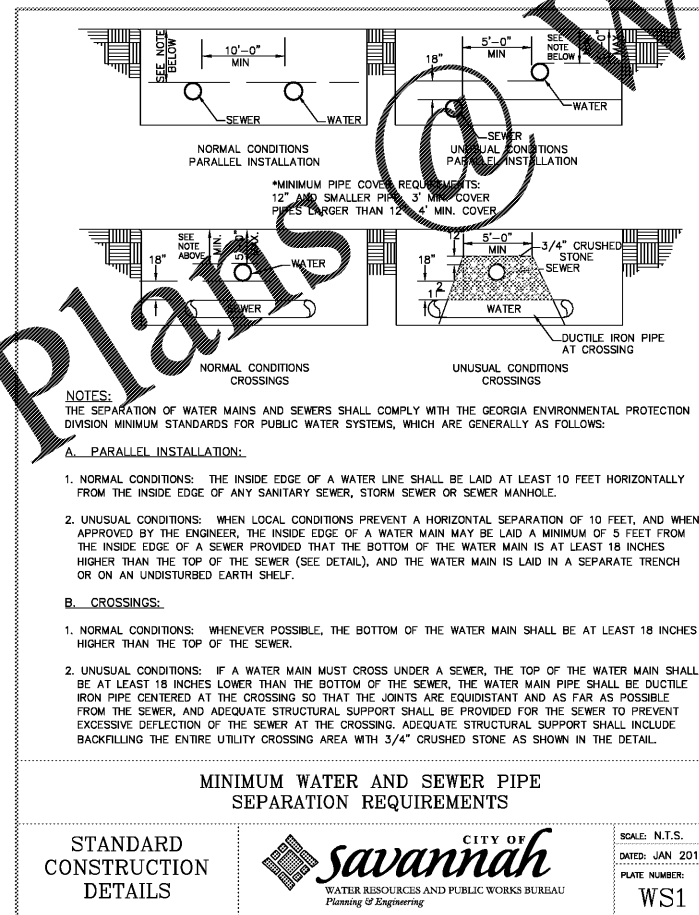 SEE NOTE
BELOW
10'-0"
MIN
SEWER
WATER
NORMAL CONDITIONS
PARALLEL INSTALLATION
18"
5'-0"
MIN
SEE
NOTE
BELOW
MAX.
WATER
SEWER
UNUSUAL CONDITIONS
PARALLEL INSTALLATION
*MINIMUM PIPE COVER REQUIREMENTS:
12" AND SMALLER PIPE 3' MIN. COVER
PIPES LARGER THAN 12" 4' MIN. COVER
SEE
NOTE
ABOVE
MIN.
5'-0"
MAX.
18"
WATER
SEWER
NORMAL CONDITIONS
CROSSINGS
12"
5'-0"
MIN
3/4" CRUSHED
STONE
SEWER
18"
2
1
WATER
DUCTILE IRON PIPE
AT CROSSING
UNUSUAL CONDITIONS
CROSSINGS
Plans @ W
NOTES:
THE SEPARATION OF WATER MAINS AND SEWERS SHALL COMPLY WITH THE GEORGIA ENVIRONMENTAL PROTECTION
DIVISION MINIMUM STANDARDS FOR PUBLIC WATER SYSTEMS, WHICH ARE GENERALLY AS FOLLOWS:
A. PARALLEL INSTALLATION:
1. NORMAL CONDITIONS: THE INSIDE EDGE OF A WATER LINE SHALL BE LAID AT LEAST 10 FEET HORIZONTALLY
FROM THE INSIDE EDGE OF ANY SANITARY SEWER, STORM SEWER OR SEWER MANHOLE.
2. UNUSUAL CONDITIONS: WHEN LOCAL CONDITIONS PREVENT A HORIZONTAL SEPARATION OF 10 FEET, AND WHEN
APPROVED BY THE ENGINEER, THE INSIDE EDGE OF A WATER MAIN MAY BE LAID A MINIMUM OF 5 FEET FROM
THE INSIDE EDGE OF A SEWER PROVIDED THAT THE BOTTOM OF THE WATER MAIN IS AT LEAST 18 INCHES
HIGHER THAN THE TOP OF THE SEWER (SEE DETAIL), AND THE WATER MAIN IS LAID IN A SEPARATE TRENCH
OR ON AN UNDISTURBED EARTH SHELF.
B. CROSSINGS:
1. NORMAL CONDITIONS: WHENEVER POSSIBLE, THE BOTTOM OF THE WATER MAIN SHALL BE AT LEAST 18 INCHES
HIGHER THAN THE TOP OF THE SEWER.
2. UNUSUAL CONDITIONS: IF A WATER MAIN MUST CROSS UNDER A SEWER, THE TOP OF THE WATER MAIN SHALL
BE AT LEAST 18 INCHES LOWER THAN THE BOTTOM OF THE SEWER, THE WATER MAIN PIPE SHALL BE DUCTILE
IRON PIPE CENTERED AT THE CROSSING SO THAT THE JOINTS ARE EQUIDISTANT AND AS FAR AS POSSIBLE
FROM THE SEWER, AND ADEQUATE STRUCTURAL SUPPORT SHALL BE PROVIDED FOR THE SEWER TO PREVENT
EXCESSIVE DEFLECTION OF THE SEWER AT THE CROSSING. ADEQUATE STRUCTURAL SUPPORT SHALL INCLUDE
BACKFILLING THE ENTIRE UTILITY CROSSING AREA WITH 3/4" CRUSHED STONE AS SHOWN IN THE DETAIL.
MINIMUM WATER AND SEWER PIPE
SEPARATION REQUIREMENTS
STANDARD
CONSTRUCTION
DETAILS
CITY OF
savannah
WATER RESOURCES AND PUBLIC WORKS BUREAU
Planning & Engineering
SCALE: N.T.S.
DATED: JAN 201
PLATE NUMBER:
WS1